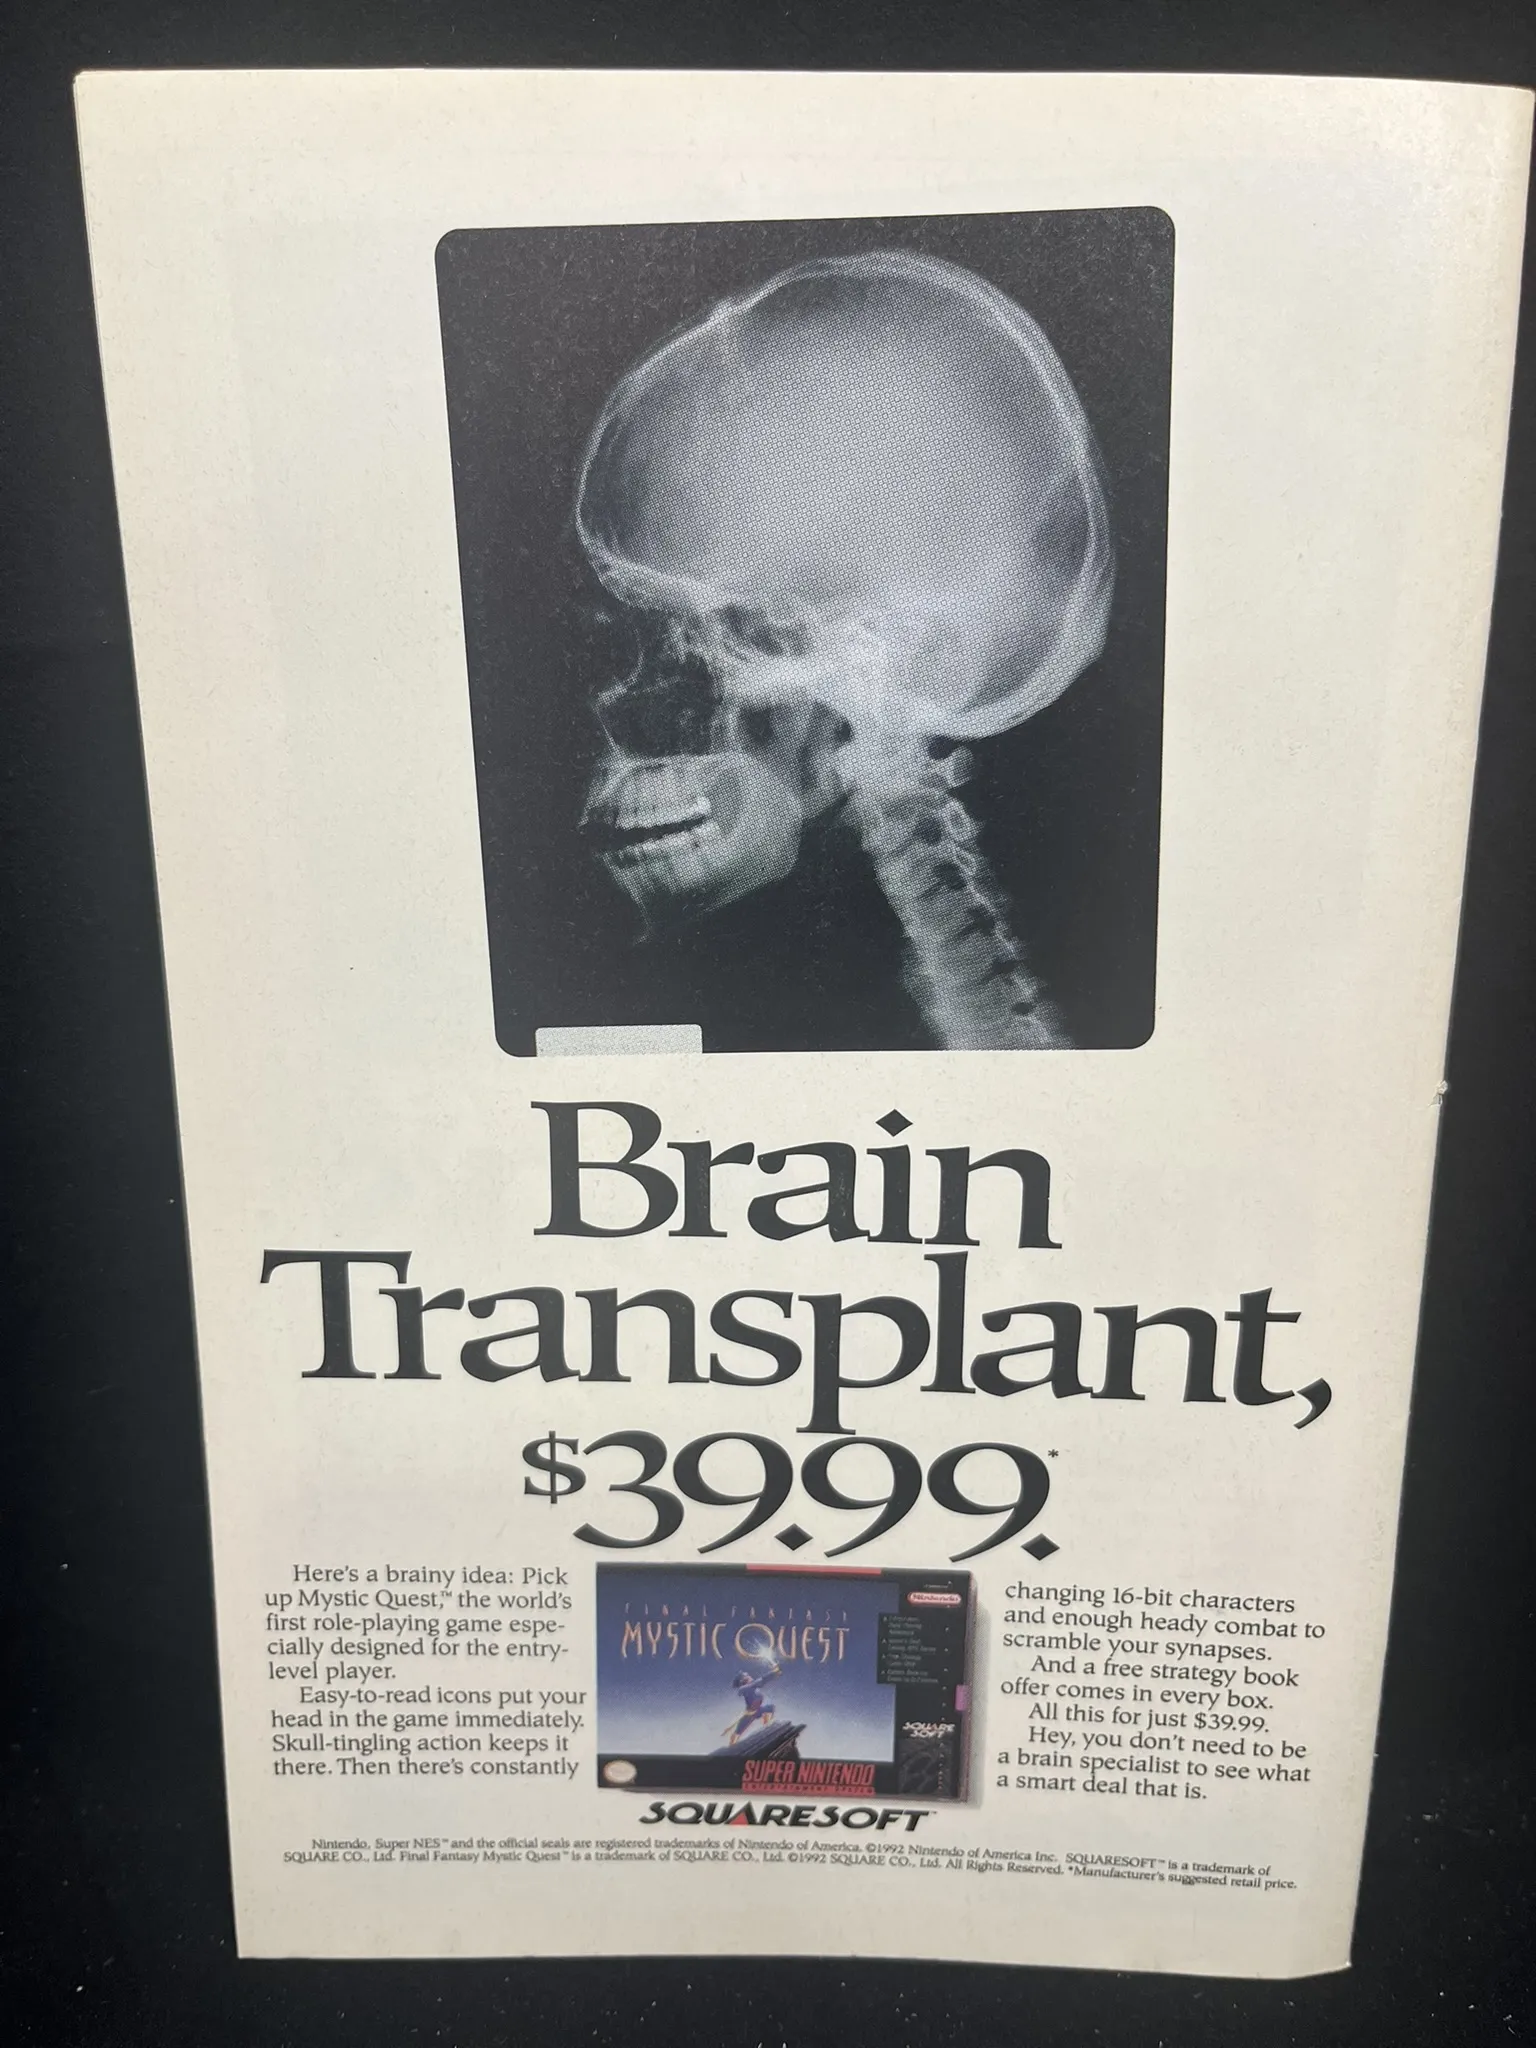 Brain
Transplant,
$39.99.*
Here's a brainy idea: Pick
up Mystic Quest,™ the world's
first role-playing game espe-
cially designed for the entry-
level player.
Easy-to-read icons put your
head in the game immediately.
Skull-tingling action keeps it
there. Then there's constantly
FINAL FANTASY
MYSTIC QUEST
Nintendo
SQUARE
SOFT
SUPER NINTENDO
ENTERTAINMENT SYSTEM
changing 16-bit characters
and enough heady combat to
scramble your synapses.
And a free strategy book
offer comes in every box.
All this for just $39.99.
Hey, you don't need to be
a brain specialist to see what
a smart deal that is.
SQUARESOFT™
Nintendo, Super NES™ and the official seals are registered trademarks of Nintendo of America. ©1992 Nintendo of America Inc. SQUARESOFT™ is a trademark of
SQUARE CO., Ltd. Final Fantasy Mystic Quest™ is a trademark of SQUARE CO., Ltd. ©1992 SQUARE CO., Ltd. All Rights Reserved. *Manufacturer's suggested retail price.